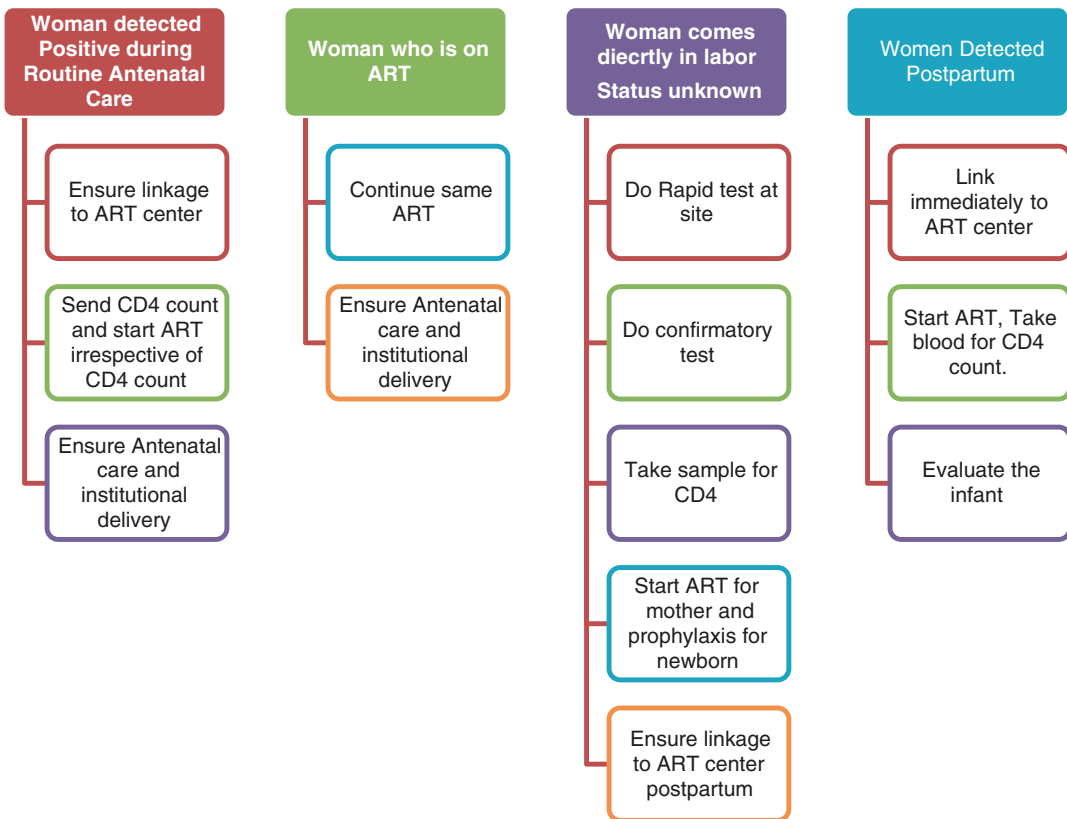 Woman detected
Positive during
Routine Antenatal
Care
Ensure linkage
to ART center
Send CD4 count
and start ART
irrespective of
CD4 count
Ensure Antenatal
care and
institutional
delivery
Woman who is on
ART
Continue same
ART
Ensure Antenatal
care and
institutional
delivery
Woman comes
diecrtly in labor
Status unknown
Do Rapid test at
site
Do confirmatory
test
Take sample for
CD4
Start ART for
mother and
prophylaxis for
newborn
Ensure linkage
to ART center
postpartum
Women Detected
Postpartum
Link
immediately to
ART center
Start ART, Take
blood for CD4
count.
Evaluate the
infant